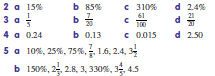 2 a 15% b 85% c 310% d 2.4%
3 a 1/5 b 7/20 c 61/100 d 21/20
4 a 0.24 b 0.13 c 0.015 d 2.50
5 a 10%, 25%, 75%, 7/8, 1.6, 2.4, 3 1/2
b 150%, 2 1/3, 2.8, 3, 330%, 3 4/5, 4.5